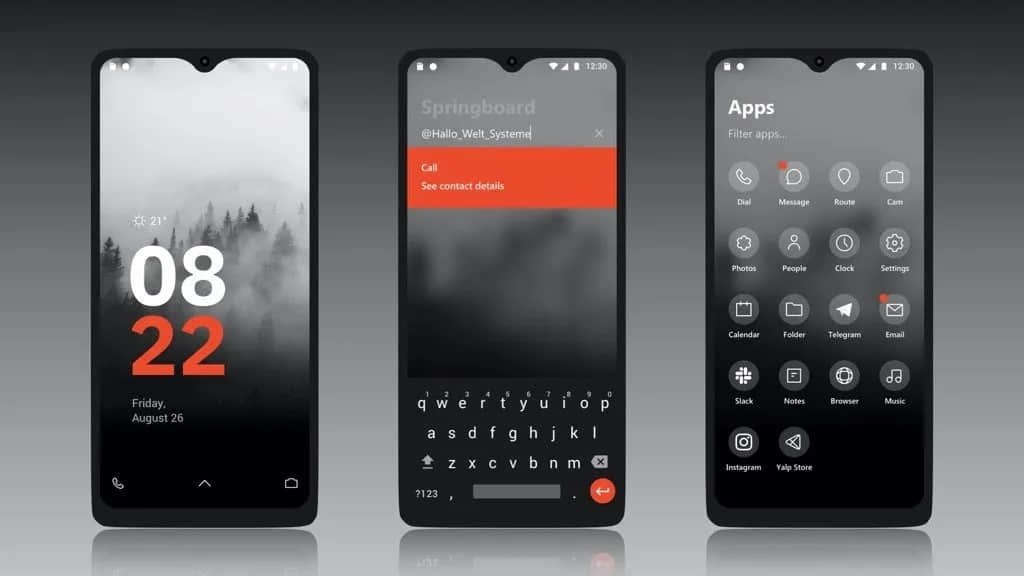 21°
08
22
Friday,
August 26
12:30
Springboard
@Hallo_Welt_Systeme
Call
See contact details
1 2 3 4 5 6 7 8 9 0
q w e r t y u i o p
a s d f g h j k l
z x c v b n m
?123 , .
12:30
Apps
Filter apps...
Dial Message Route Cam
Photos People Clock Settings
Calendar Folder Telegram Email
Slack Notes Browser Music
Instagram Yalp Store